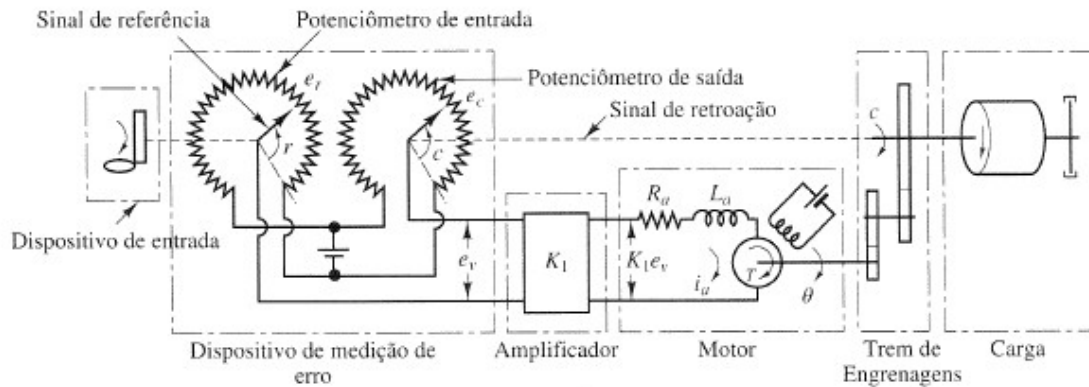 Sinal de referência
Potenciômetro de entrada
e_r
Potenciômetro de saída
e_c
Sinal de retroação
r
c
c
Dispositivo de entrada
R_a
L_a
e_v
K_1
K_1e_v
i_a
T
θ
Dispositivo de medição de
erro
Amplificador
Motor
Trem de
Engrenagens
Carga